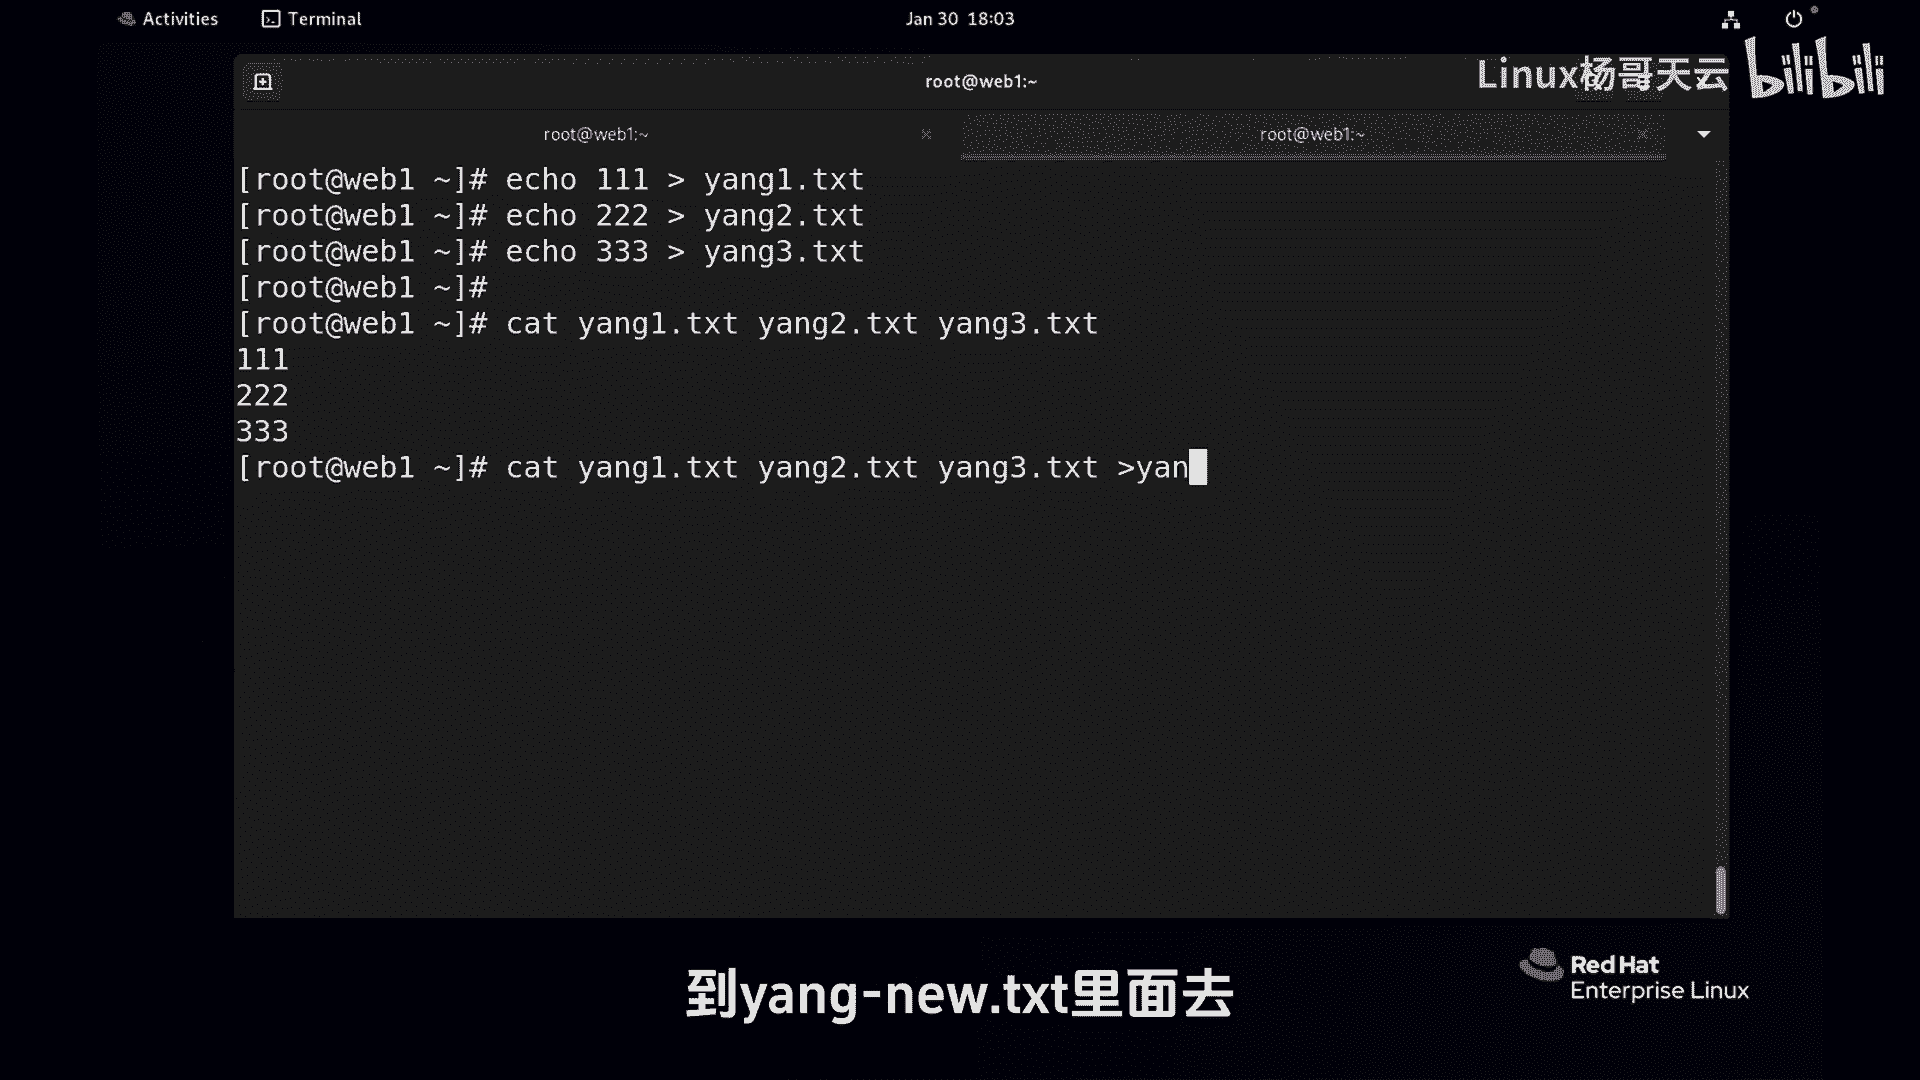 Activities Terminal Jan 30 18:03
root@web1:~ Linux杨哥天云 bilibili
root@web1:~ root@web1:~
[root@web1 ~]# echo 111 > yang1.txt
[root@web1 ~]# echo 222 > yang2.txt
[root@web1 ~]# echo 333 > yang3.txt
[root@web1 ~]#
[root@web1 ~]# cat yang1.txt yang2.txt yang3.txt
111
222
333
[root@web1 ~]# cat yang1.txt yang2.txt yang3.txt >yan
Red Hat
Enterprise Linux
到yang-new.txt里面去